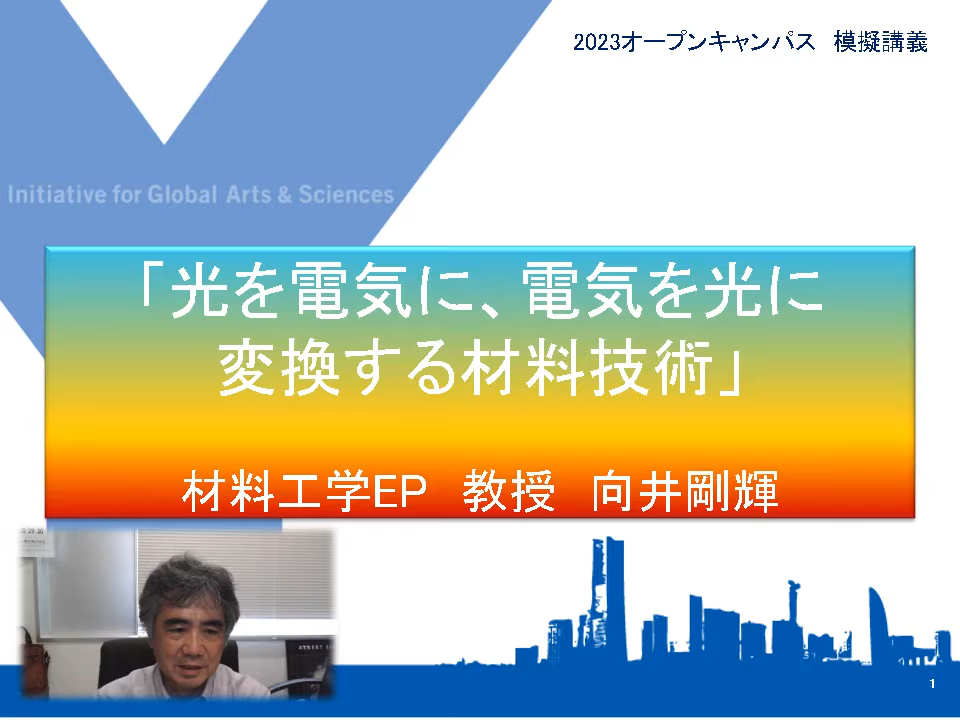 2023オープンキャンパス　模擬講義
Initiative for Global Arts & Sciences
「光を電気に、電気を光に
変換する材料技術」
材料工学EP　教授　向井剛輝
1